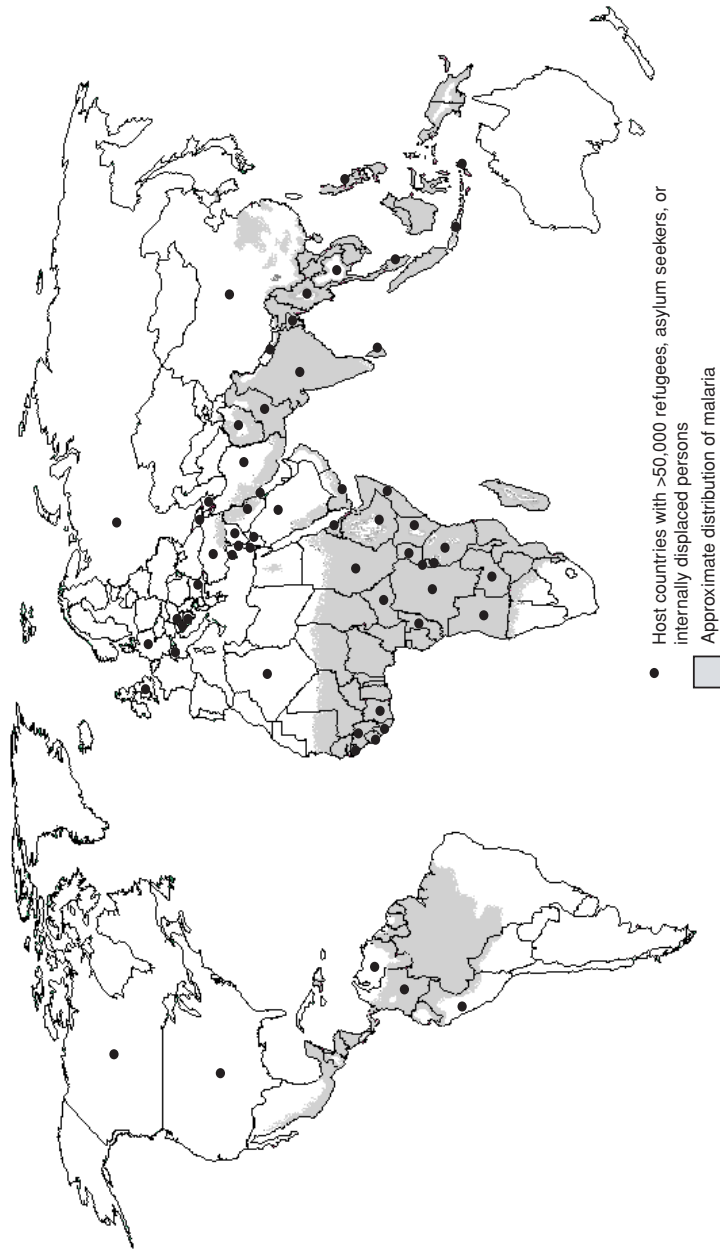 Host countries with >50,000 refugees, asylum seekers, or
internally displaced persons
Approximate distribution of malaria